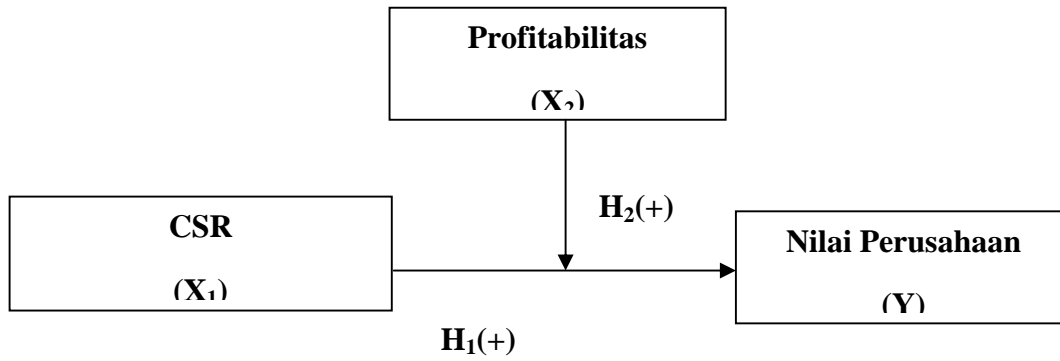 Profitabilitas
(X₂)
H₂(+)
CSR
(X₁)
Nilai Perusahaan
(Y)
H₁(+)